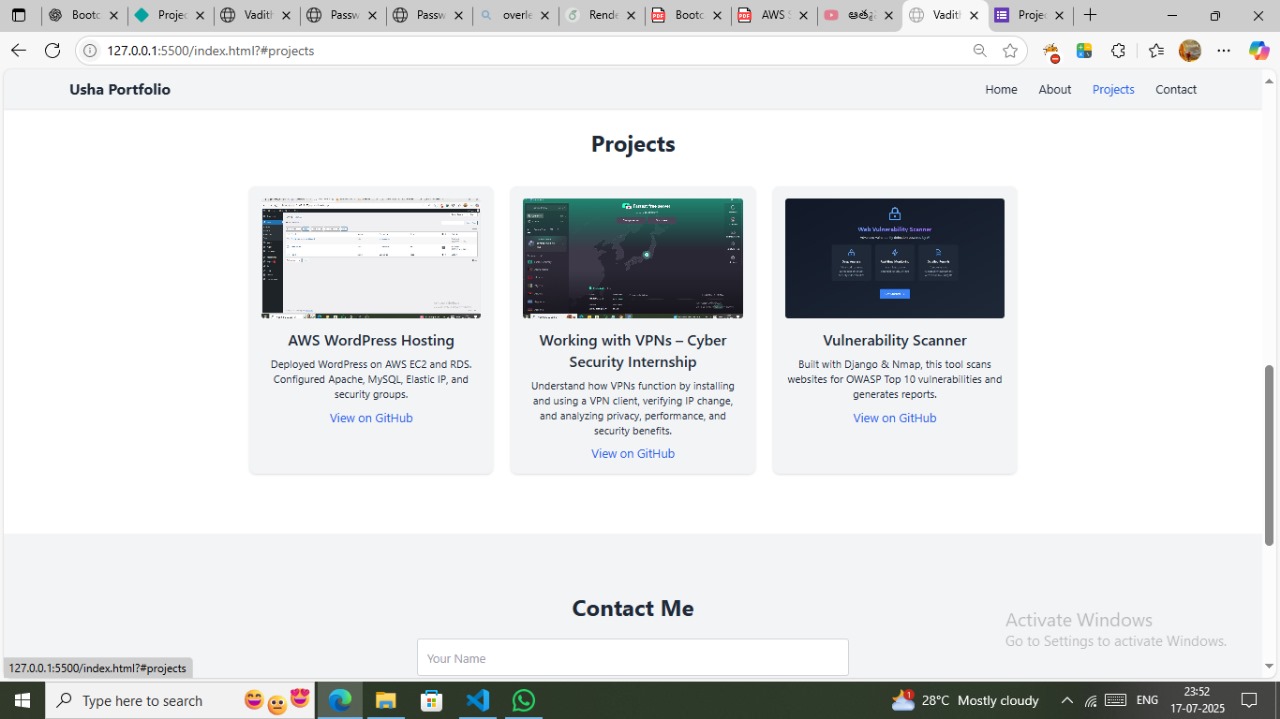 Bootc
Projec
Vadith
Passw
Passw
overle
Rende
Bootc
AWS S
Vadith
Projec
127.0.0.1:5500/index.html?#projects
Usha Portfolio
Home
About
Projects
Contact
Projects
Web Vulnerability Scanner
AWS WordPress Hosting
Deployed WordPress on AWS EC2 and RDS.
Configured Apache, MySQL, Elastic IP, and
security groups.
View on GitHub
Working with VPNs – Cyber
Security Internship
Understand how VPNs function by installing
and using a VPN client, verifying IP change,
and analyzing privacy, performance, and
security benefits.
View on GitHub
Vulnerability Scanner
Built with Django & Nmap, this tool scans
websites for OWASP Top 10 vulnerabilities and
generates reports.
View on GitHub
Contact Me
Your Name
Activate Windows
Go to Settings to activate Windows.
127.0.0.1:5500/index.html?#projects
Type here to search
1
28°C Mostly cloudy
ENG
23:52
17-07-2025